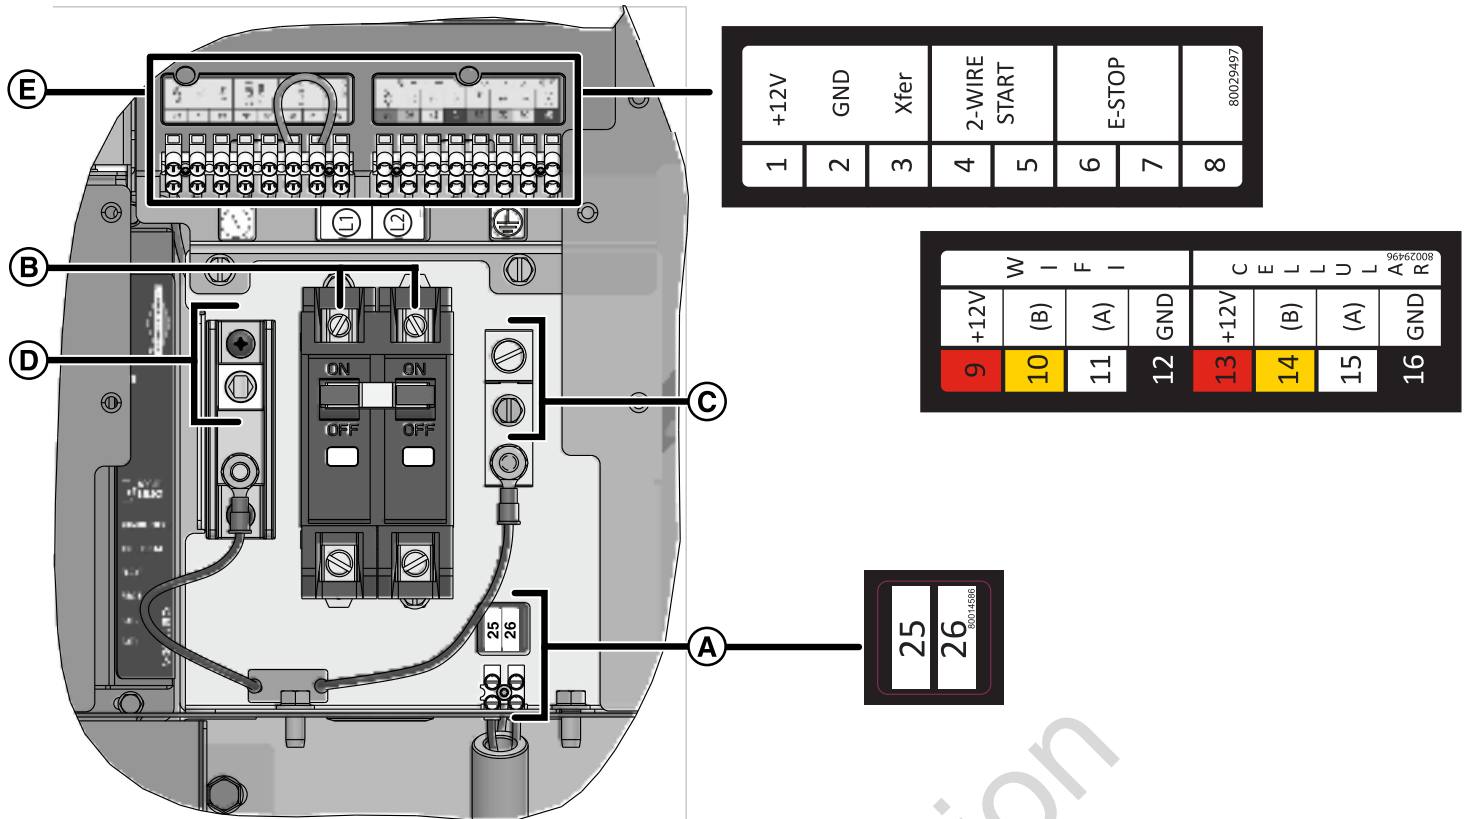 E
+12V
GND
Xfer
2-WIRE
START
E-STOP
80029497
1
2
3
4
5
6
7
8
L1
L2
B
WIFI
CELLULAR
80029496
+12V
(B)
(A)
GND
+12V
(B)
(A)
GND
9
10
11
12
13
14
15
16
D
ON
ON
OFF
OFF
C
25
26
A
25
26
80014586